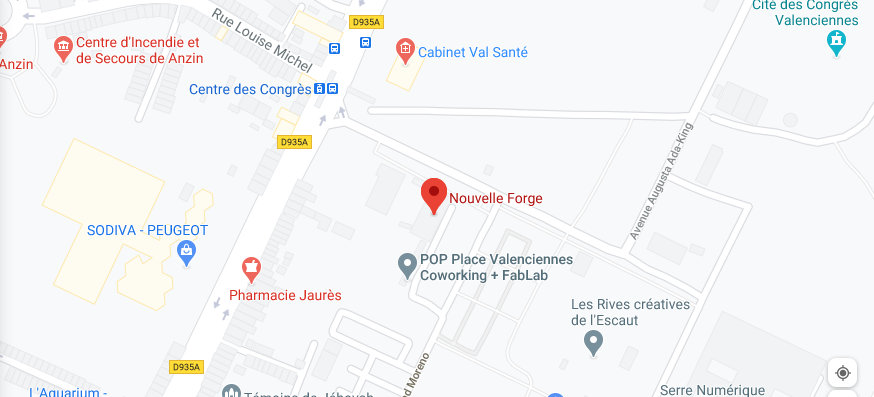 Cité des Congrès
Valenciennes
Rue Louise Michel
D935A
Centre d'Incendie et
de Secours de Anzin
Anzin
Cabinet Val Santé
Centre des Congrès
D935A
Avenue Augusta Ada-King
Nouvelle Forge
SODIVA - PEUGEOT
POP Place Valenciennes
Coworking + FabLab
Pharmacie Jaurès
Les Rives créatives
de l'Escaut
D935A
Moreno
L'Aquarium -
Témoins de Jéhovah
Serre Numérique